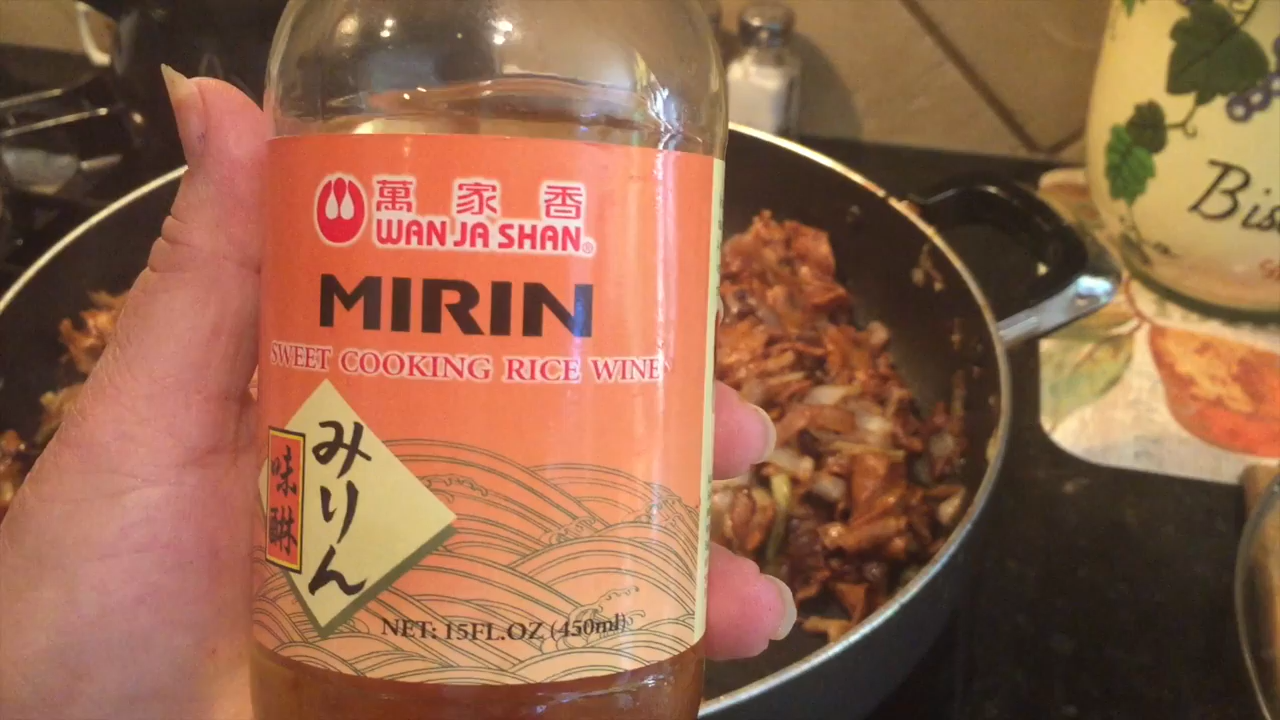 萬家香
WAN JA SHAN®
MIRIN
SWEET COOKING RICE WINE
みりん
味醂
NET: 15FL.OZ (450ml)
Bis